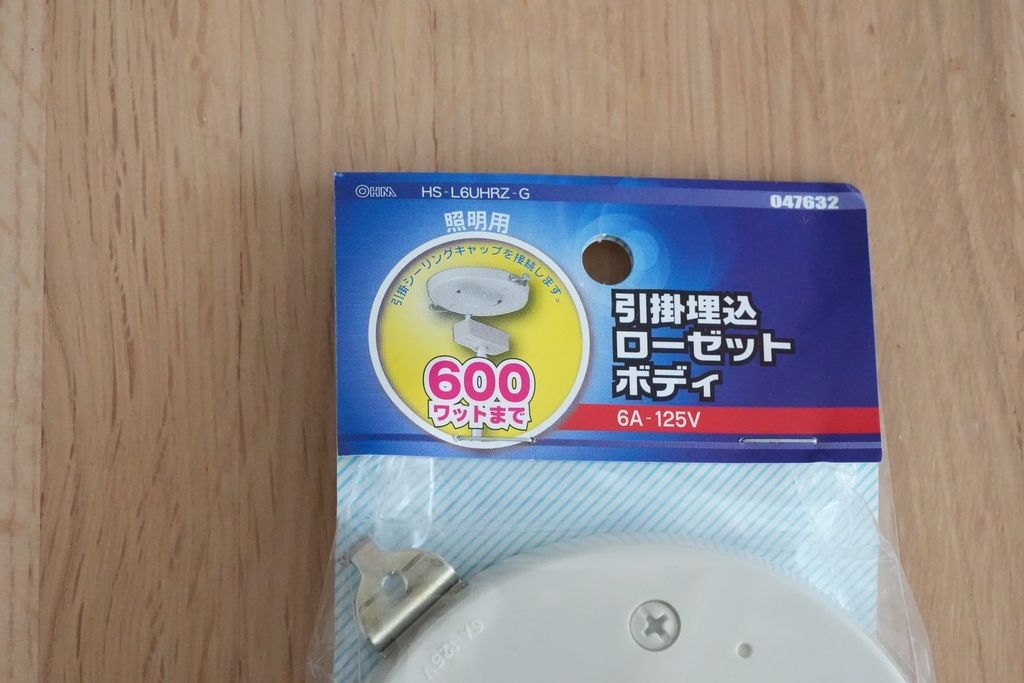 OHM HS-L6UHRZ-G 047632
照明用
引掛シーリングキャップを接続します。
600
ワットまで
引掛埋込
ローゼット
ボディ
6A-125V
6A 125V